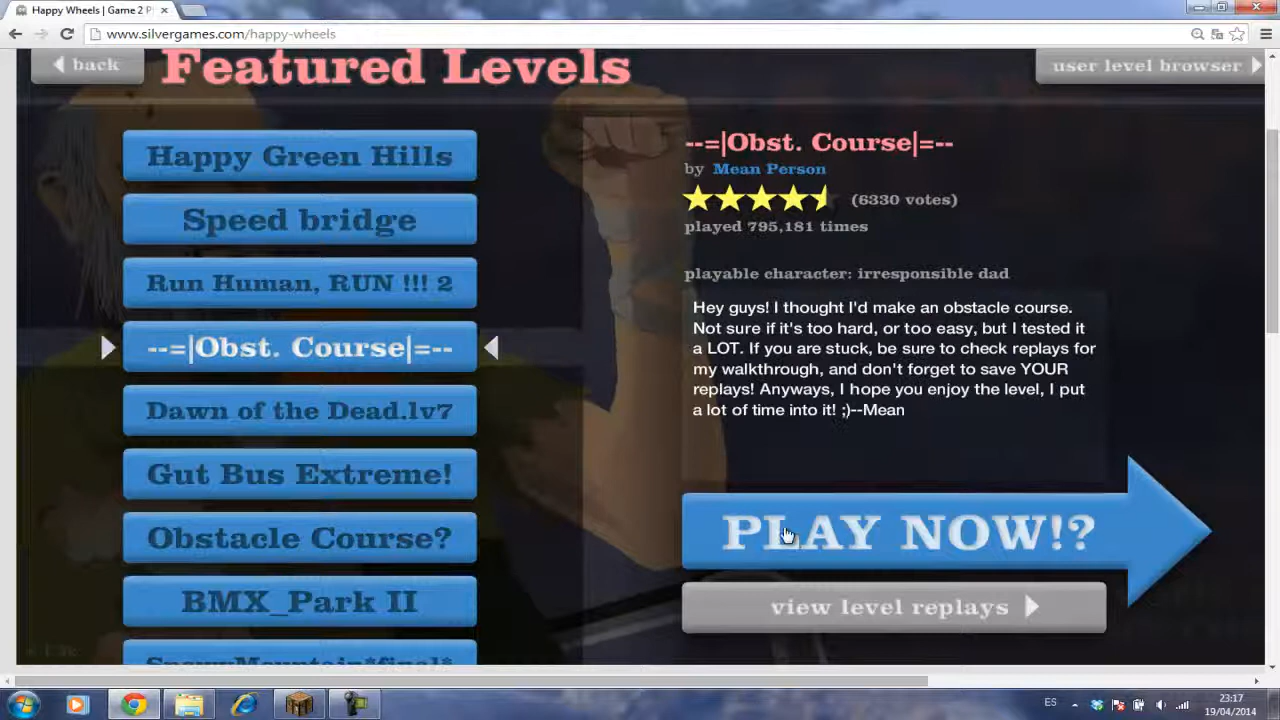 Happy Wheels | Game 2 P
www.silvergames.com/happy-wheels
back
Featured Levels
user level browser
Happy Green Hills
Speed bridge
Run Human, RUN !!! 2
--=|Obst. Course|=--
Dawn of the Dead.lv7
Gut Bus Extreme!
Obstacle Course?
BMX_Park II
SnowyMountain*final*
--=|Obst. Course|=--
by Mean Person
(6330 votes)
played 795,181 times
playable character: irresponsible dad
Hey guys! I thought I'd make an obstacle course.
Not sure if it's too hard, or too easy, but I tested it
a LOT. If you are stuck, be sure to check replays for
my walkthrough, and don't forget to save YOUR
replays! Anyways, I hope you enjoy the level, I put
a lot of time into it! ;)--Mean
PLAY NOW!?
view level replays
ES
23:17
19/04/2014